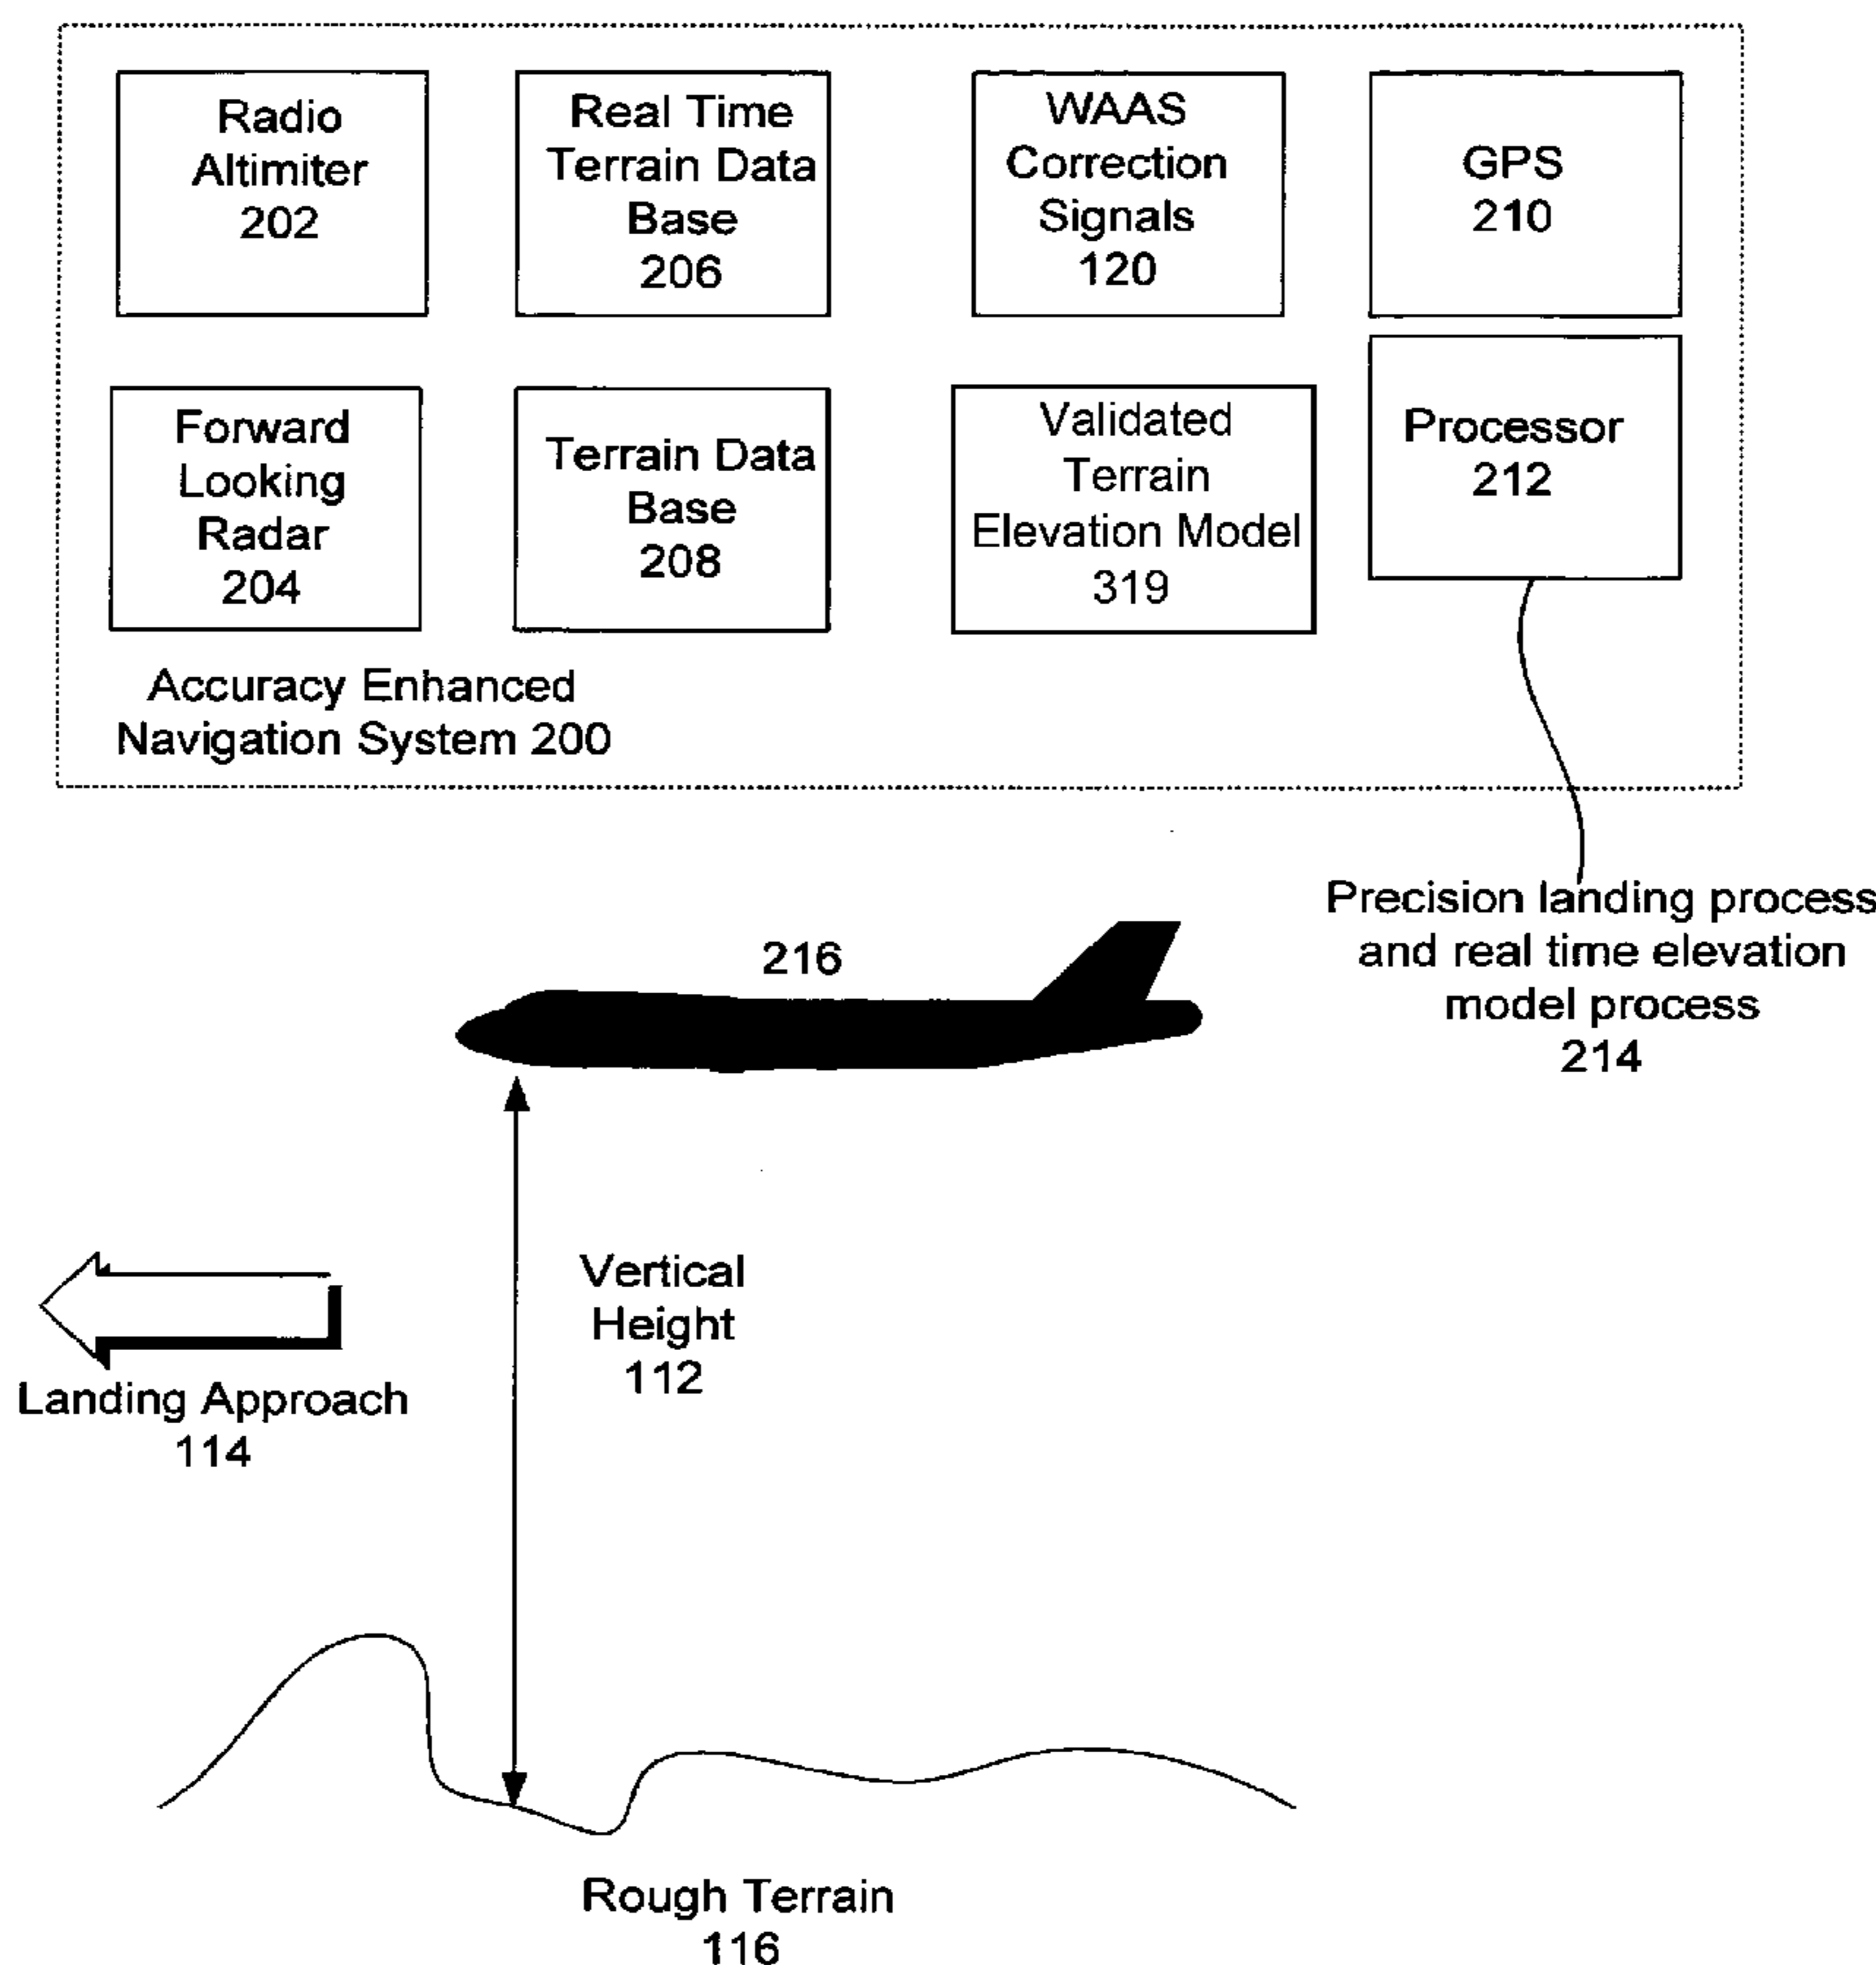 Radio
Altimiter
202
Real Time
Terrain Data
Base
206
WAAS
Correction
Signals
120
GPS
210
Forward
Looking
Radar
204
Terrain Data
Base
208
Validated
Terrain
Elevation Model
319
Processor
212
Accuracy Enhanced
Navigation System 200
Precision landing process
and real time elevation
model process
214
216
Vertical
Height
112
Landing Approach
114
Rough Terrain
116